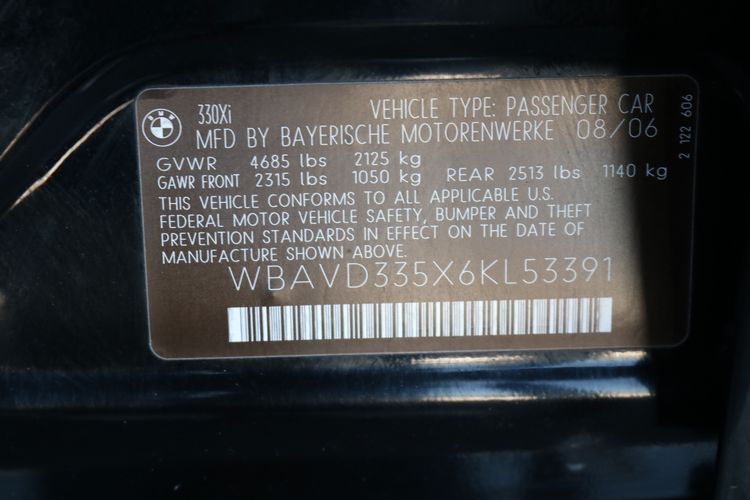 330Xi VEHICLE TYPE: PASSENGER CAR
MFD BY BAYERISCHE MOTORENWERKE 08/06
GVWR 4685 lbs 2125 kg
GAWR FRONT 2315 lbs 1050 kg REAR 2513 lbs 1140 kg
THIS VEHICLE CONFORMS TO ALL APPLICABLE U.S.
FEDERAL MOTOR VEHICLE SAFETY, BUMPER AND THEFT
PREVENTION STANDARDS IN EFFECT ON THE DATE OF
MANUFACTURE SHOWN ABOVE.
WBAVD335X6KL53391
2 122 606